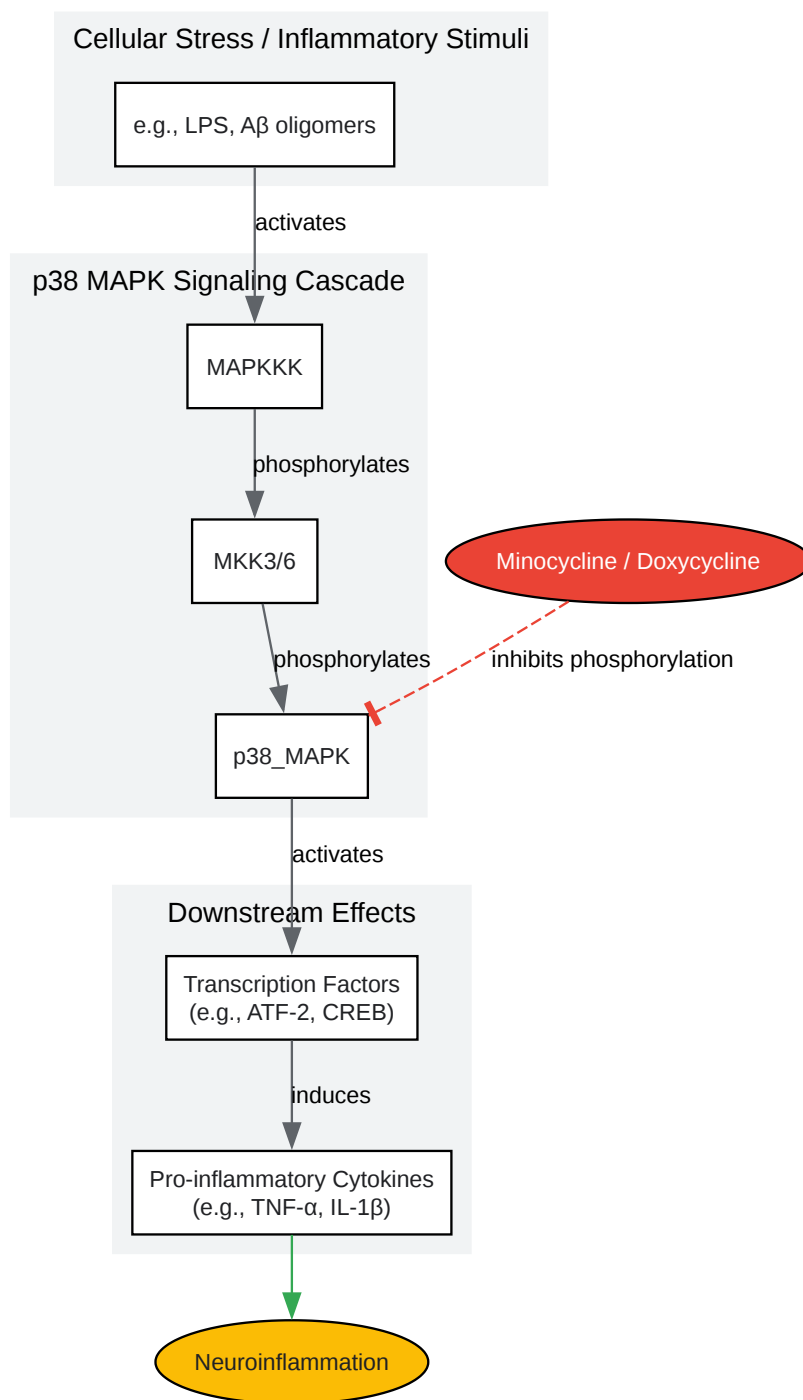 Cellular Stress / Inflammatory Stimuli
e.g., LPS, Aβ oligomers
activates
p38 MAPK Signaling Cascade
MAPKKK
phosphorylates
MKK3/6
Minocycline / Doxycycline
phosphorylates
inhibits phosphorylation
p38_MAPK
activates
Downstream Effects
Transcription Factors
(e.g., ATF-2, CREB)
induces
Pro-inflammatory Cytokines
(e.g., TNF-α, IL-1β)
Neuroinflammation